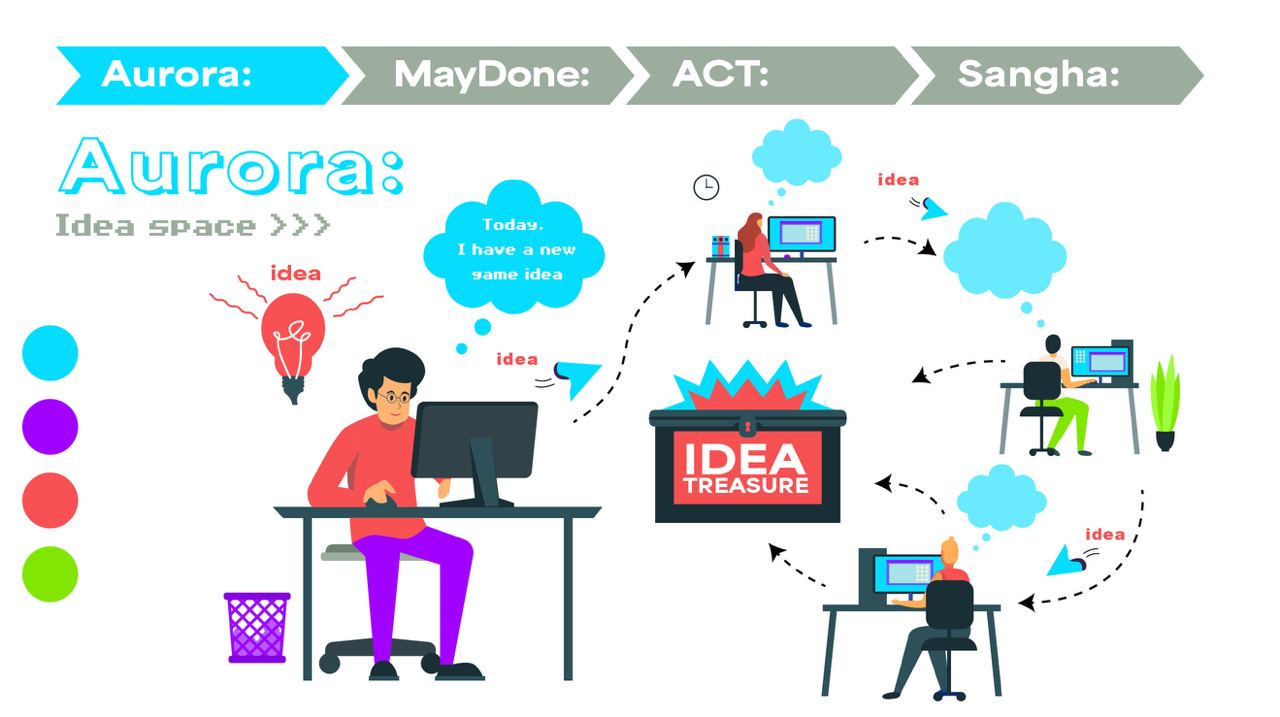 Aurora:
MayDone:
ACT:
Sangha:
Aurora:
Idea space >>>
idea
Today,
I have a new
game idea
idea
idea
IDEA
TREASURE
idea